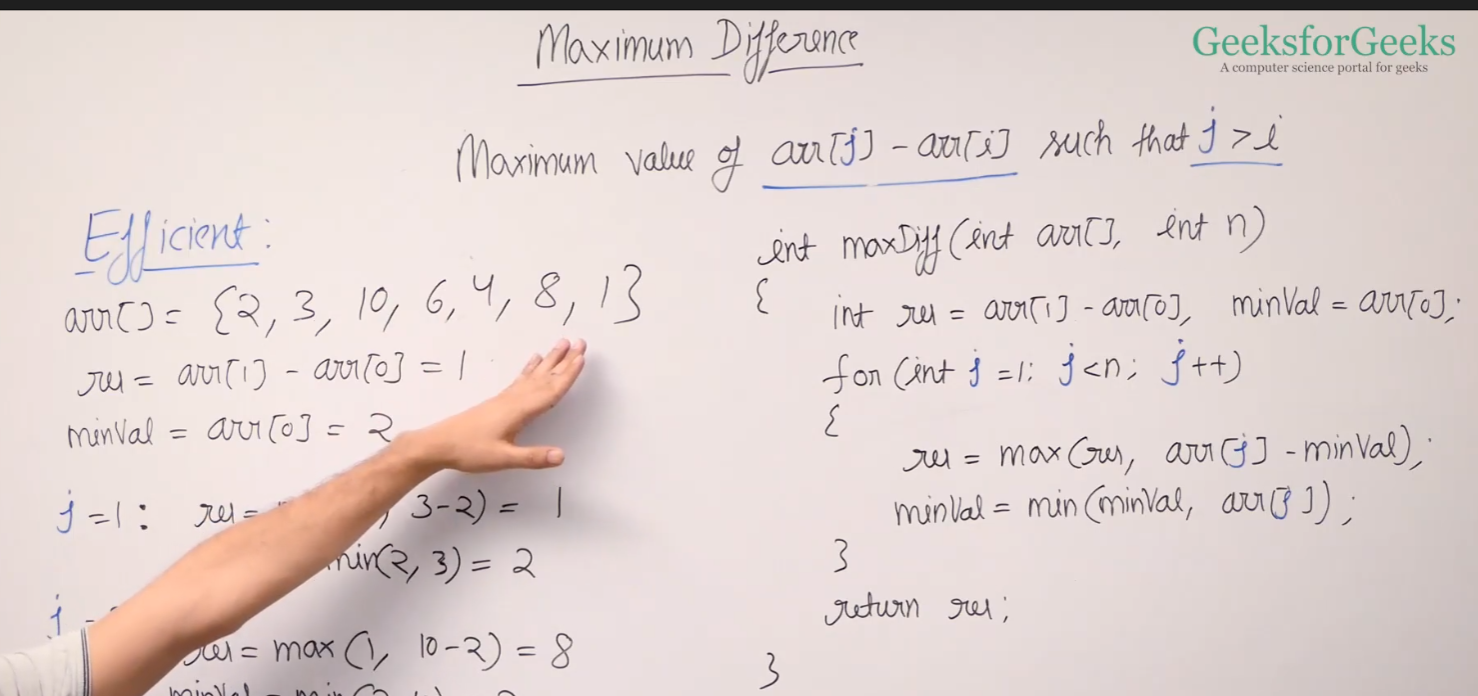 Maximum Difference
GeeksforGeeks
A computer science portal for geeks
Maximum value of arr[j] - arr[i] such that j > i
Efficient:
arr[] = {2, 3, 10, 6, 4, 8, 1}
res = arr[1] - arr[0] = 1
minVal = arr[0] = 2
j = 1: res = , 3-2) = 1
min(2, 3) = 2
j
res = max(1, 10-2) = 8
int maxDiff(int arr[], int n)
{
int res = arr[1] - arr[0], minVal = arr[0];
for (int j = 1; j < n; j++)
{
res = max(res, arr[j] - minVal);
minVal = min(minVal, arr[j]);
}
return res;
}